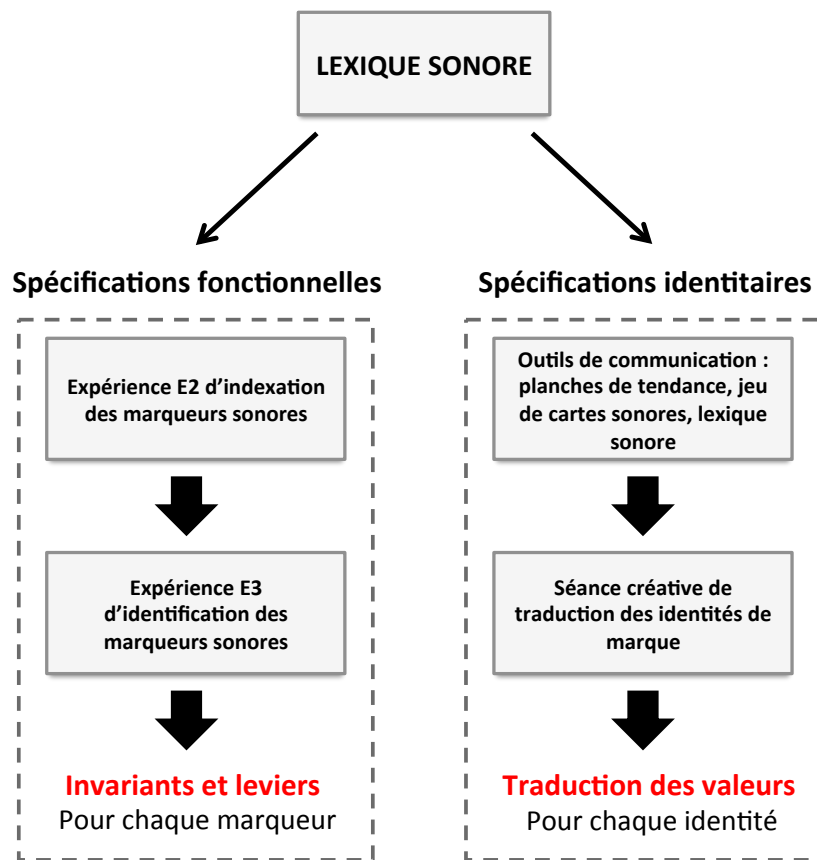 LEXIQUE SONORE
Spécifications fonctionnelles
Expérience E2 d’indexation
des marqueurs sonores
Expérience E3
d’identification des
marqueurs sonores
Invariants et leviers
Pour chaque marqueur
Spécifications identitaires
Outils de communication :
planches de tendance, jeu
de cartes sonores, lexique
sonore
Séance créative de
traduction des identités de
marque
Traduction des valeurs
Pour chaque identité